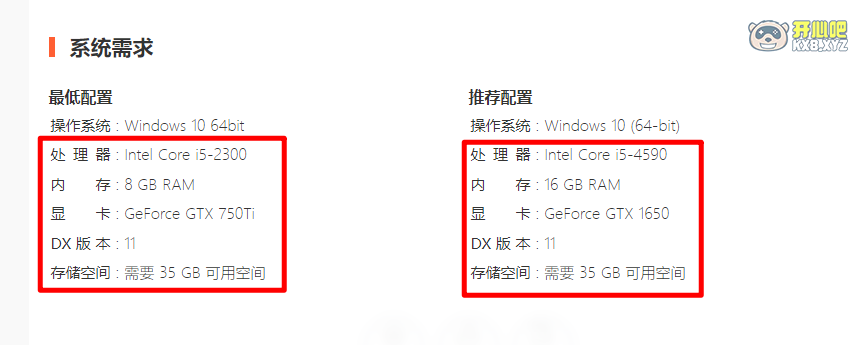 系统需求
开心吧
KX8.XYZ
最低配置
操作系统 : Windows 10 64bit
处 理 器 : Intel Core i5-2300
内 存 : 8 GB RAM
显 卡 : GeForce GTX 750Ti
DX 版 本 : 11
存储空间 : 需要 35 GB 可用空间
推荐配置
操作系统 : Windows 10 (64-bit)
处 理 器 : Intel Core i5-4590
内 存 : 16 GB RAM
显 卡 : GeForce GTX 1650
DX 版 本 : 11
存储空间 : 需要 35 GB 可用空间